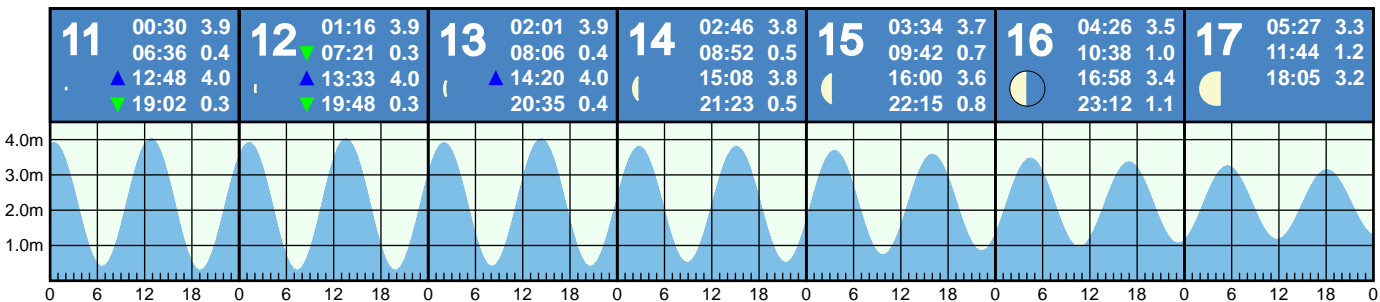 11
00:30 3.9
06:36 0.4
▲ 12:48 4.0
▼ 19:02 0.3
12
01:16 3.9
▼ 07:21 0.3
▲ 13:33 4.0
▼ 19:48 0.3
13
02:01 3.9
08:06 0.4
▲ 14:20 4.0
20:35 0.4
14
02:46 3.8
08:52 0.5
15:08 3.8
21:23 0.5
15
03:34 3.7
09:42 0.7
16:00 3.6
22:15 0.8
16
04:26 3.5
10:38 1.0
16:58 3.4
23:12 1.1
17
05:27 3.3
11:44 1.2
18:05 3.2
4.0m
3.0m
2.0m
1.0m
0 6 12 18 0 6 12 18 0 6 12 18 0 6 12 18 0 6 12 18 0 6 12 18 0 6 12 18 0